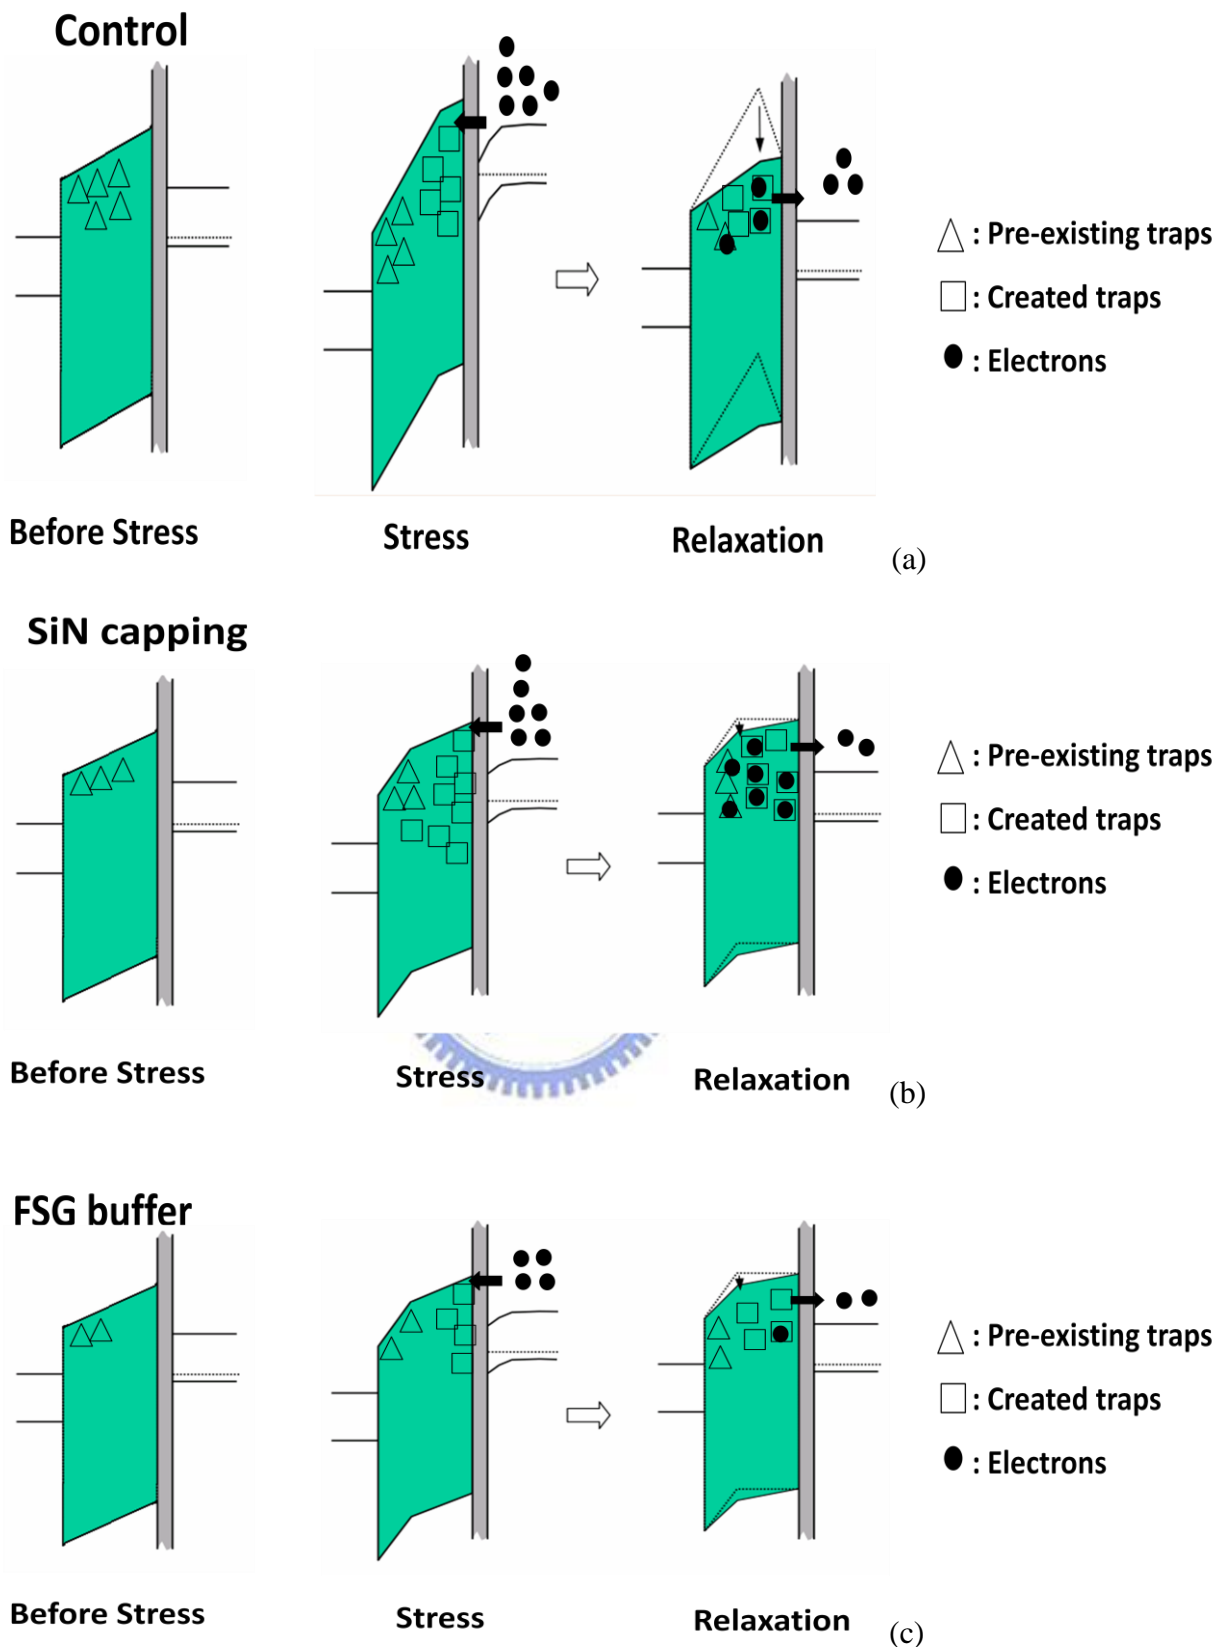 Control
: Pre-existing traps
: Created traps
: Electrons
Before Stress
Stress
Relaxation
(a)
SiN capping
: Pre-existing traps
: Created traps
: Electrons
Before Stress
Stress
Relaxation
(b)
FSG buffer
: Pre-existing traps
: Created traps
: Electrons
Before Stress
Stress
Relaxation
(c)